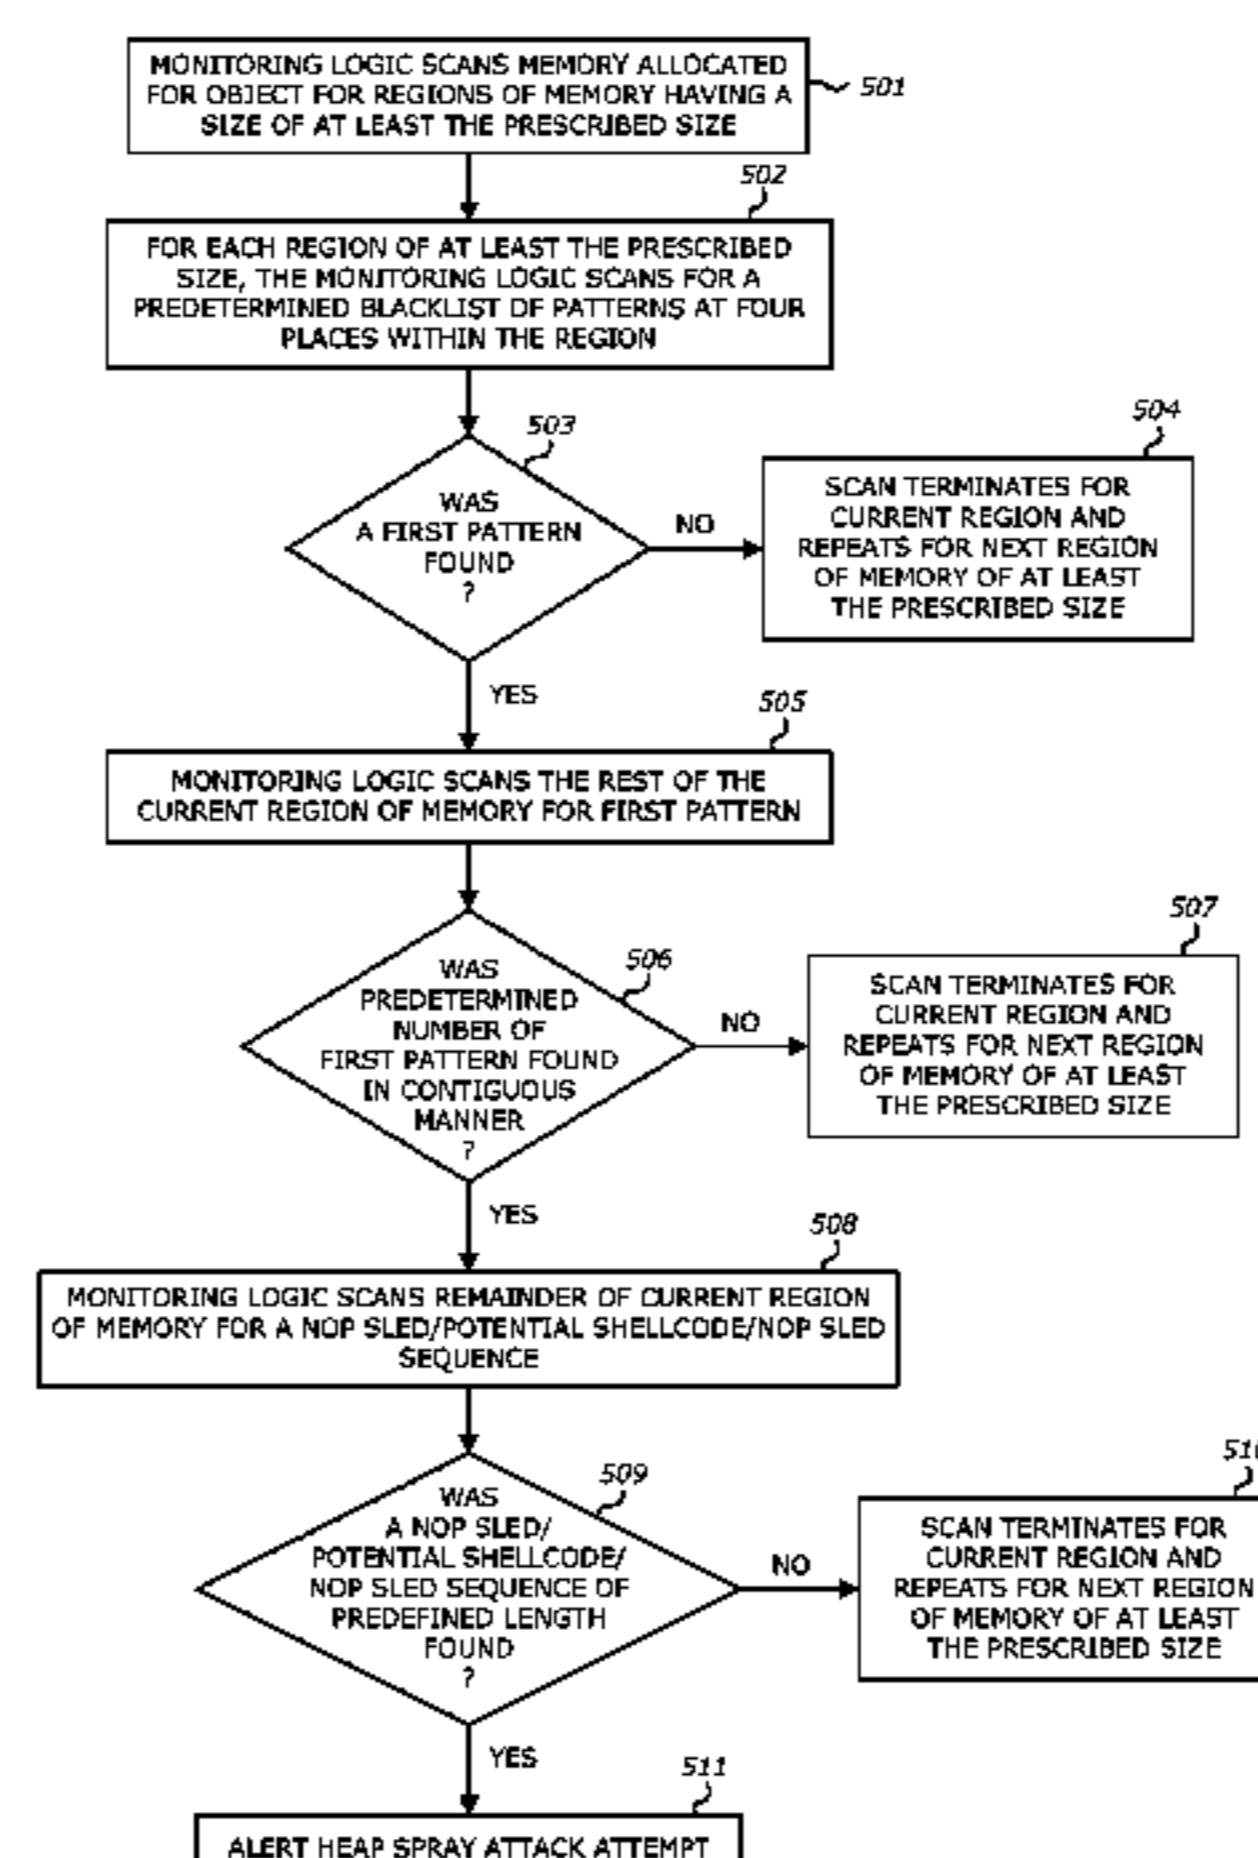 MONITORING LOGIC SCANS MEMORY ALLOCATED
FOR OBJECT FOR REGIONS OF MEMORY HAVING A
SIZE OF AT LEAST THE PRESCRIBED SIZE
501
502
FOR EACH REGION OF AT LEAST THE PRESCRIBED
SIZE, THE MONITORING LOGIC SCANS FOR A
PREDETERMINED BLACKLIST OF PATTERNS AT FOUR
PLACES WITHIN THE REGION
503
WAS
A FIRST PATTERN
FOUND
?
NO
504
SCAN TERMINATES FOR
CURRENT REGION AND
REPEATS FOR NEXT REGION
OF MEMORY OF AT LEAST
THE PRESCRIBED SIZE
YES
505
MONITORING LOGIC SCANS THE REST OF THE
CURRENT REGION OF MEMORY FOR FIRST PATTERN
506
WAS
PREDETERMINED
NUMBER OF
FIRST PATTERN FOUND
IN CONTIGUOUS
MANNER
?
NO
507
SCAN TERMINATES FOR
CURRENT REGION AND
REPEATS FOR NEXT REGION
OF MEMORY OF AT LEAST
THE PRESCRIBED SIZE
YES
508
MONITORING LOGIC SCANS REMAINDER OF CURRENT REGION
OF MEMORY FOR A NOP SLED/POTENTIAL SHELLCODE/NOP SLED
SEQUENCE
509
WAS
A NOP SLED/
POTENTIAL SHELLCODE/
NOP SLED SEQUENCE OF
PREDEFINED LENGTH
FOUND
?
NO
510
SCAN TERMINATES FOR
CURRENT REGION AND
REPEATS FOR NEXT REGION
OF MEMORY OF AT LEAST
THE PRESCRIBED SIZE
YES
511
ALERT HEAP SPRAY ATTACK ATTEMPT